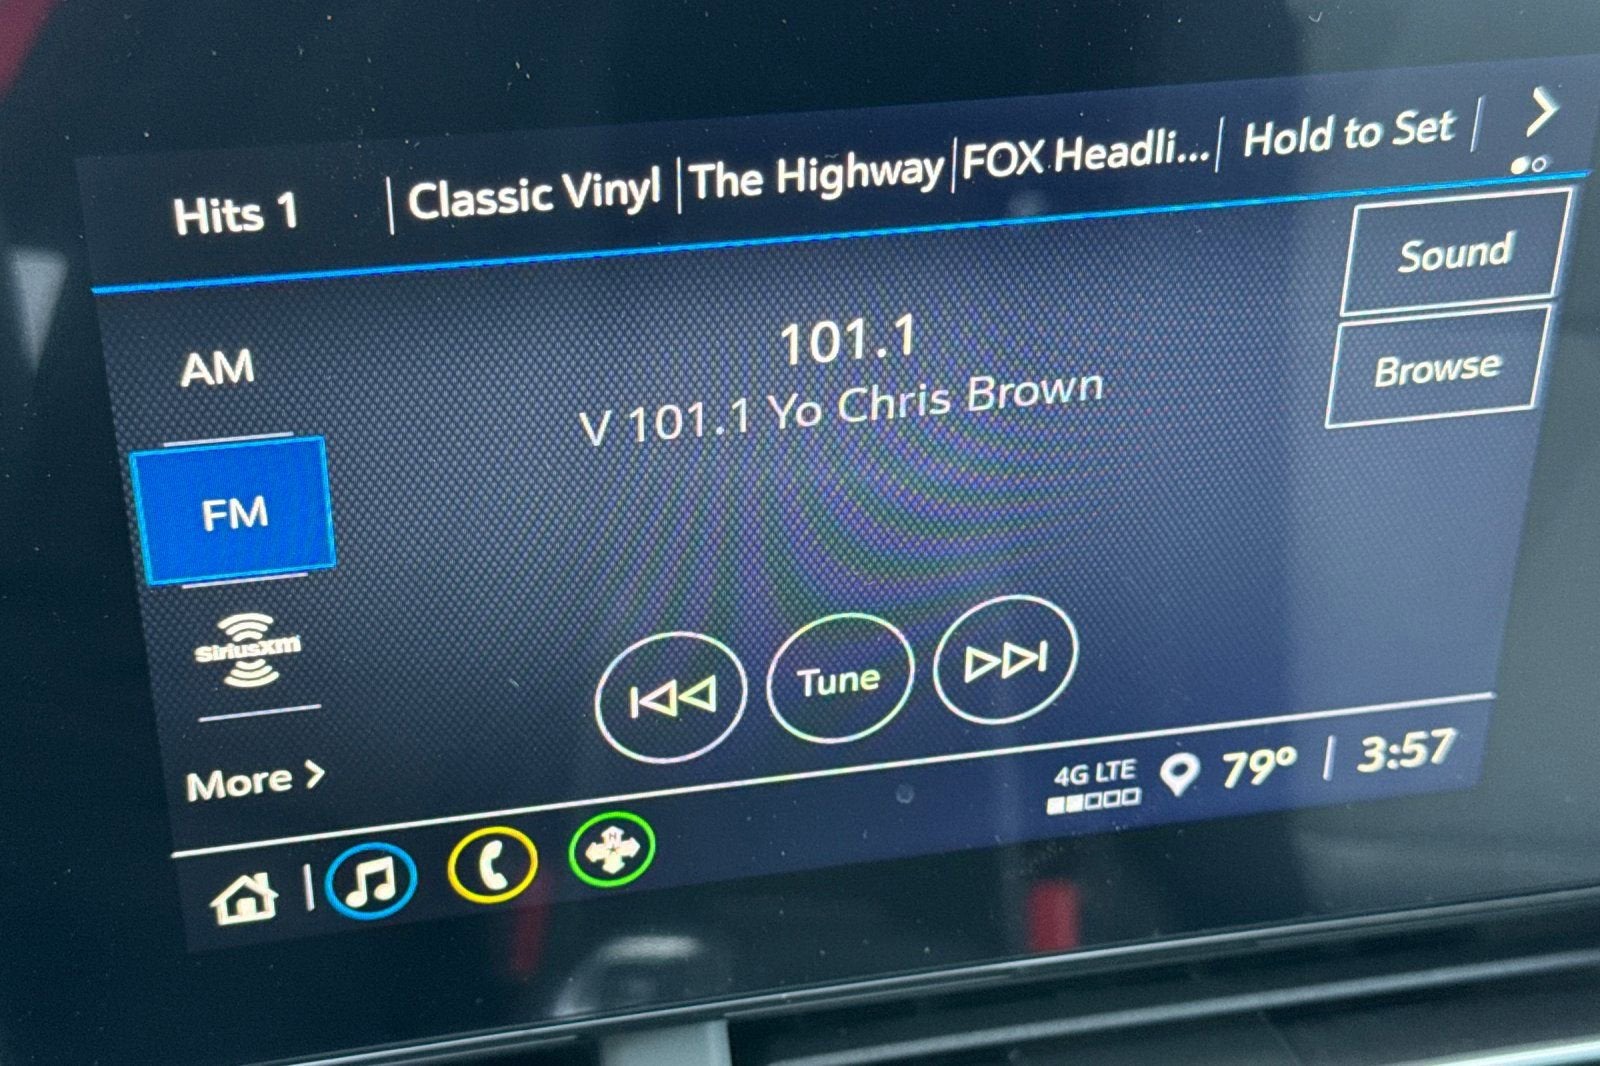 Hits 1 | Classic Vinyl | The Highway | FOX Headli... | Hold to Set |
Sound
Browse
AM
FM
SiriusXM
More >
101.1
V 101.1 Yo Chris Brown
Tune
4G LTE
79° | 3:57
N